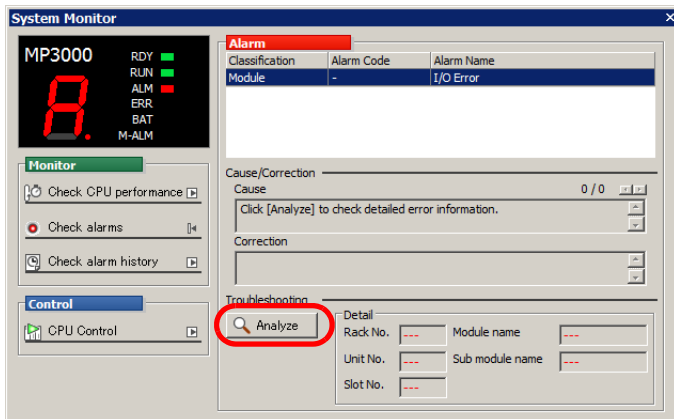 System Monitor
MP3000
RDY
RUN
ALM
ERR
BAT
M-ALM
A.
Monitor
Check CPU performance
Check alarms
Check alarm history
Control
CPU Control
Alarm
Classification Alarm Code Alarm Name
Module - I/O Error
Cause/Correction
Cause 0 / 0
Click [Analyze] to check detailed error information.
Correction
Troubleshooting
Analyze
Detail
Rack No. --- Module name ---
Unit No. --- Sub module name ---
Slot No. ---